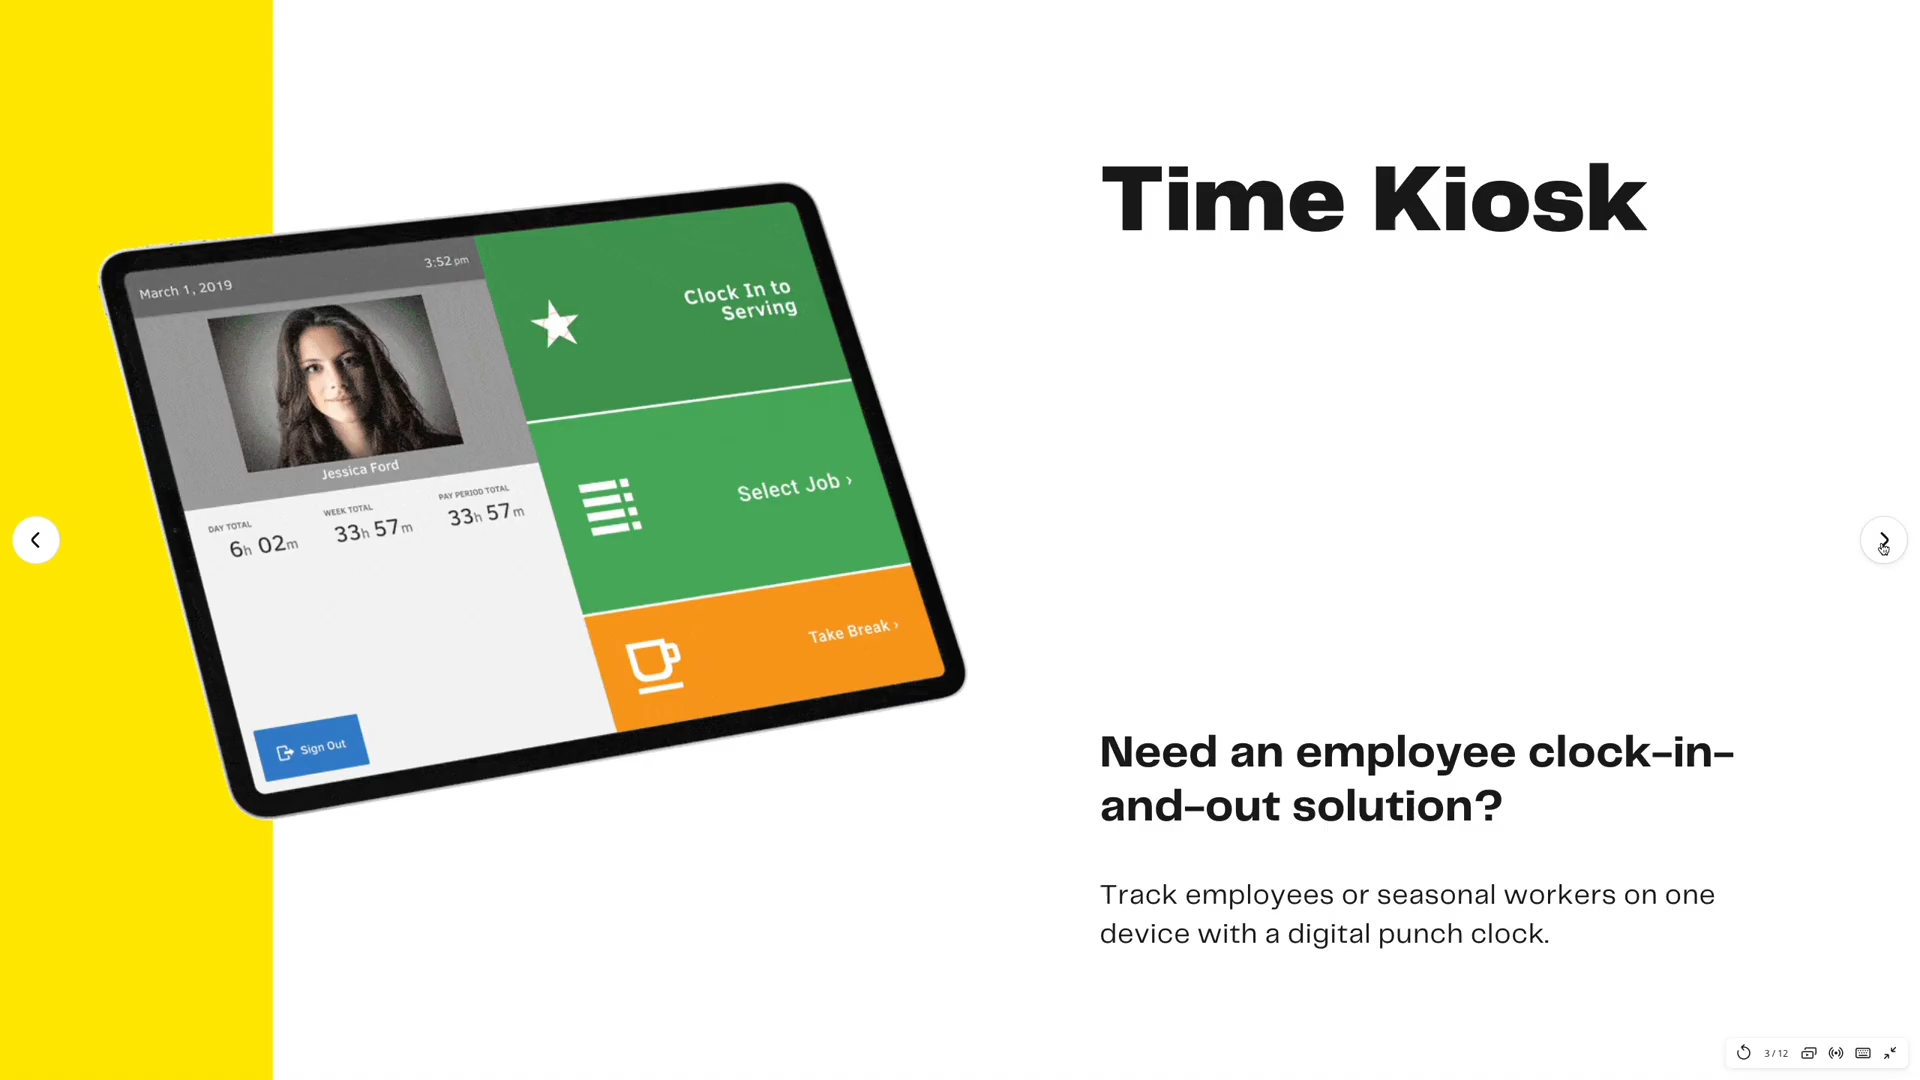 Time Kiosk
March 1, 2019
3:52 pm
Jessica Ford
DAY TOTAL
6h 02m
WEEK TOTAL
33h 57m
PAY PERIOD TOTAL
33h 57m
Sign Out
Clock In to
Serving
Select Job ›
Take Break ›
Need an employee clock-in-
and-out solution?
Track employees or seasonal workers on one
device with a digital punch clock.
3 / 12